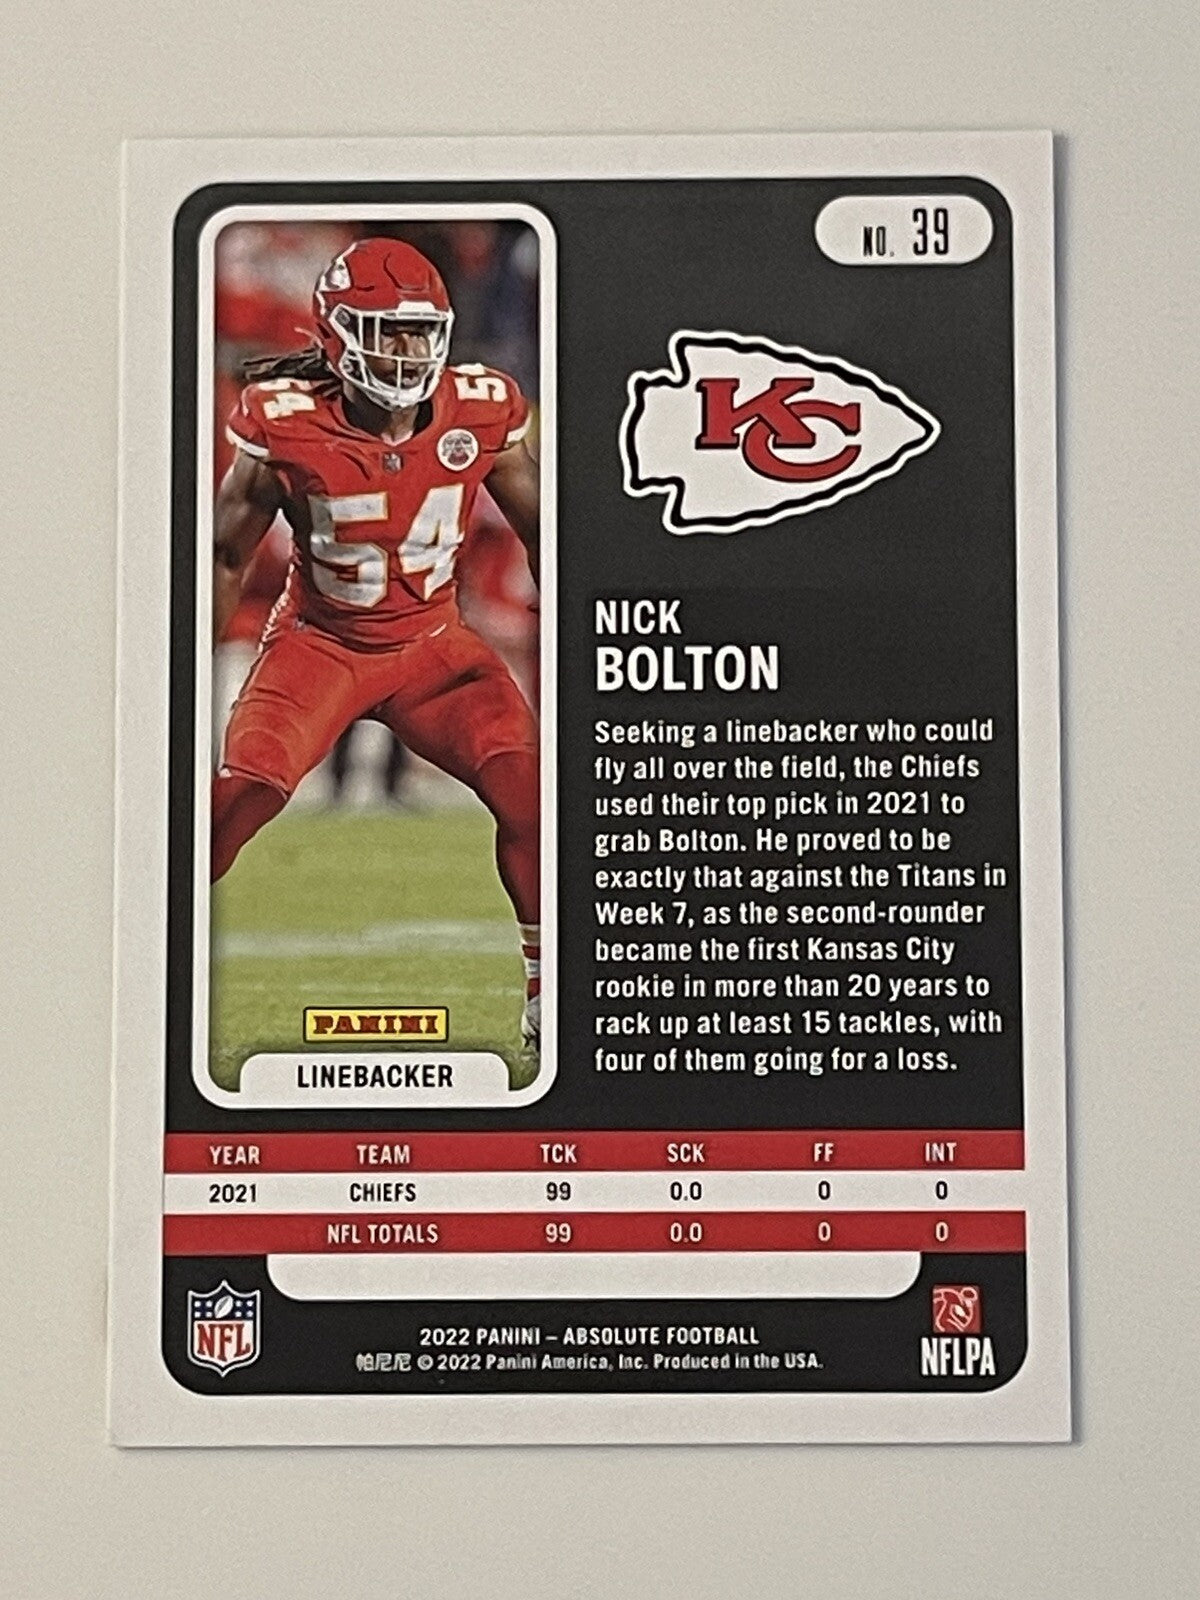 NO. 39
54
54
54
KC
NICK
BOLTON
Seeking a linebacker who could
fly all over the field, the Chiefs
used their top pick in 2021 to
grab Bolton. He proved to be
exactly that against the Titans in
Week 7, as the second-rounder
became the first Kansas City
rookie in more than 20 years to
rack up at least 15 tackles, with
four of them going for a loss.
PANINI
LINEBACKER
YEAR TEAM TCK SCK FF INT
2021 CHIEFS 99 0.0 0 0
NFL TOTALS 99 0.0 0 0
NFL
2022 PANINI – ABSOLUTE FOOTBALL
帕尼尼 © 2022 Panini America, Inc. Produced in the USA.
NFLPA